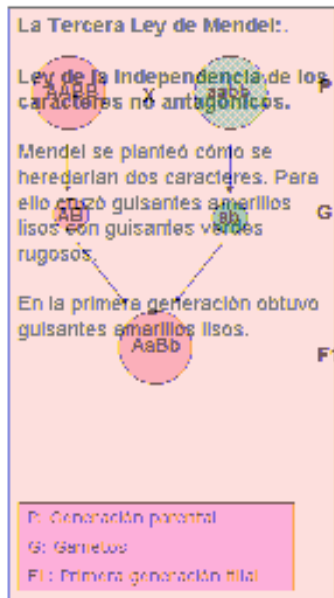 La Tercera Ley de Mendel:.
Ley de la Independencia de los
caracteres no antagónicos.
AABB X aabb P
Mendel se planteó cómo se
heredarían dos caracteres. Para
ello cruzó guisantes amarillos
lisos con guisantes verdes
rugosos.
AB ab G
En la primera generación obtuvo
guisantes amarillos lisos.
AaBb F1
P: Generación parental
G: Gametos
F1: Primera generación filial